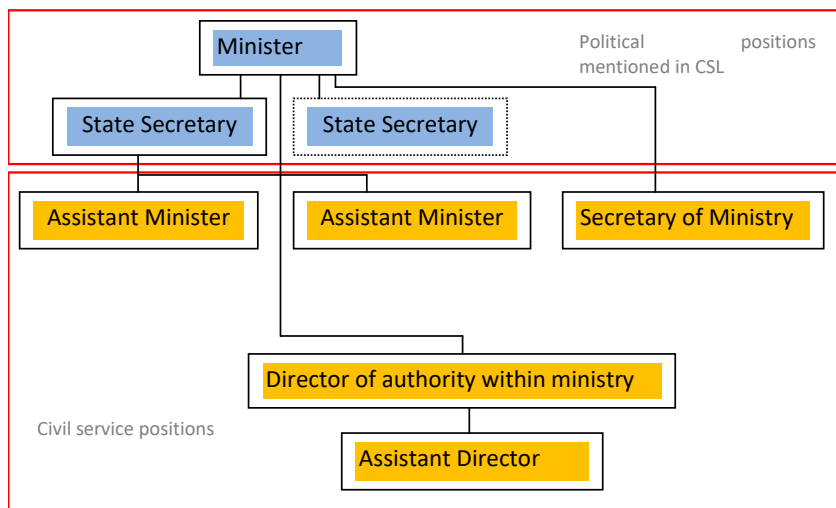 Minister
Political positions
mentioned in CSL
State Secretary
State Secretary
Assistant Minister
Assistant Minister
Secretary of Ministry
Director of authority within ministry
Civil service positions
Assistant Director